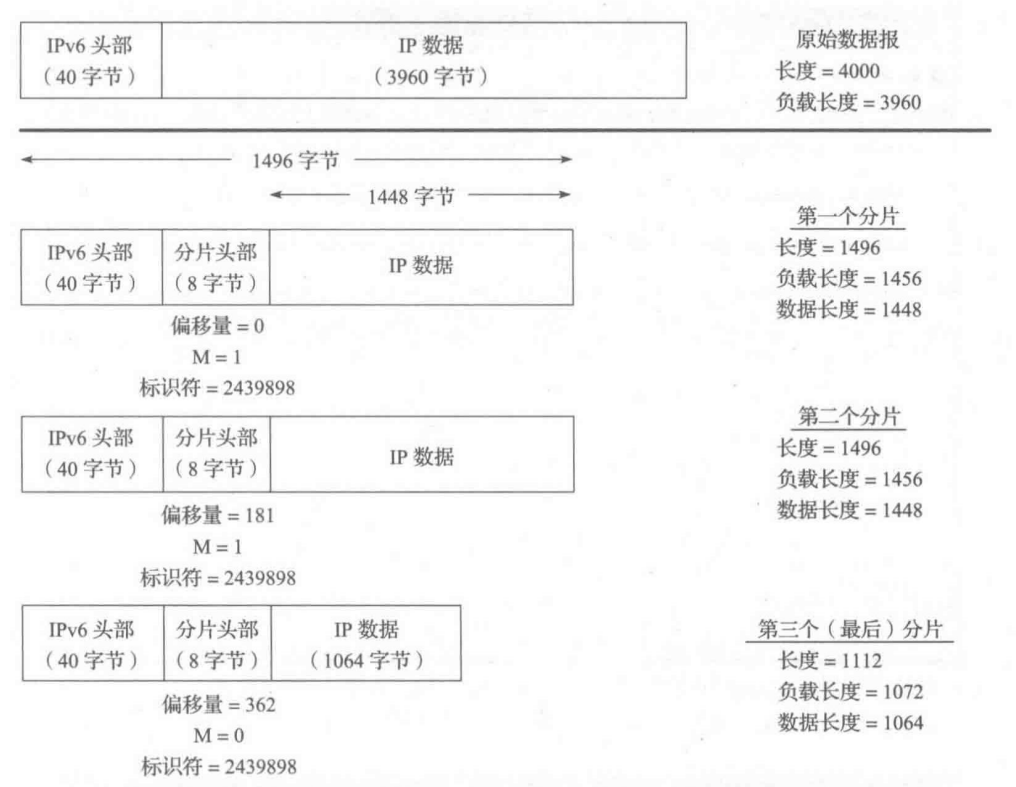 IPv6 头部
（40 字节）
IP 数据
（3960 字节）
原始数据报
长度 = 4000
负载长度 = 3960
1496 字节
1448 字节
IPv6 头部
（40 字节）
分片头部
（8 字节）
IP 数据
第一个分片
长度 = 1496
负载长度 = 1456
数据长度 = 1448
偏移量 = 0
M = 1
标识符 = 2439898
IPv6 头部
（40 字节）
分片头部
（8 字节）
IP 数据
第二个分片
长度 = 1496
负载长度 = 1456
数据长度 = 1448
偏移量 = 181
M = 1
标识符 = 2439898
IPv6 头部
（40 字节）
分片头部
（8 字节）
IP 数据
（1064 字节）
第三个（最后）分片
长度 = 1112
负载长度 = 1072
数据长度 = 1064
偏移量 = 362
M = 0
标识符 = 2439898